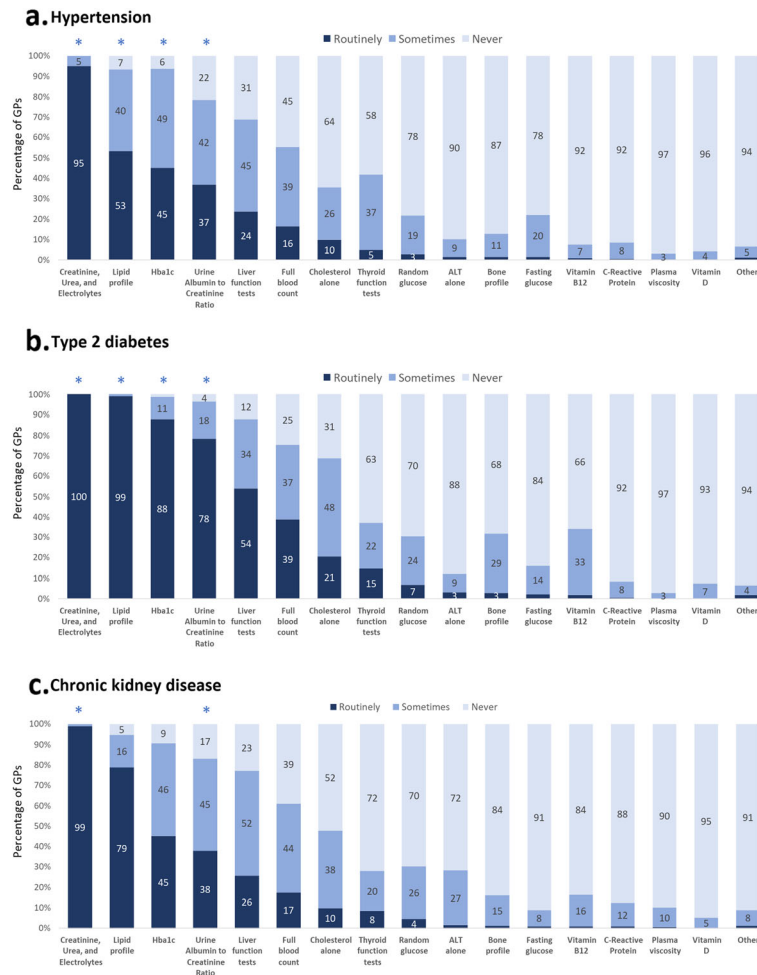 a. Hypertension
* * * *
Routinely Sometimes Never
Percentage of GPs
100%
90%
80%
70%
60%
50%
40%
30%
20%
10%
0%
5 7 6 22 31 45 64 58 78 90 87 78 92 92 97 96 94
40 49 42 45 39 26 37 19 9 11 20 7 8 3 4 5
95 53 45 37 24 16 10 5 3
Creatinine, Urea, and Electrolytes
Lipid profile
Hba1c
Urine Albumin to Creatinine Ratio
Liver function tests
Full blood count
Cholesterol alone
Thyroid function tests
Random glucose
ALT alone
Bone profile
Fasting glucose
Vitamin B12
C-Reactive Protein
Plasma viscosity
Vitamin D
Other
b. Type 2 diabetes
* * * *
Routinely Sometimes Never
Percentage of GPs
100%
90%
80%
70%
60%
50%
40%
30%
20%
10%
0%
4 12 25 31 63 70 88 68 84 66 92 97 93 94
11 18 34 37 48 22 24 9 29 14 33 8 3 7 4
100 99 88 78 54 39 21 15 7 3 3
Creatinine, Urea, and Electrolytes
Lipid profile
Hba1c
Urine Albumin to Creatinine Ratio
Liver function tests
Full blood count
Cholesterol alone
Thyroid function tests
Random glucose
ALT alone
Bone profile
Fasting glucose
Vitamin B12
C-Reactive Protein
Plasma viscosity
Vitamin D
Other
c. Chronic kidney disease
* *
Routinely Sometimes Never
Percentage of GPs
100%
90%
80%
70%
60%
50%
40%
30%
20%
10%
0%
5 9 17 23 39 52 72 70 72 84 91 84 88 90 95 91
16 46 45 52 44 38 20 26 27 15 8 16 12 10 5 8
99 79 45 38 26 17 10 8 4
Creatinine, Urea, and Electrolytes
Lipid profile
Hba1c
Urine Albumin to Creatinine Ratio
Liver function tests
Full blood count
Cholesterol alone
Thyroid function tests
Random glucose
ALT alone
Bone profile
Fasting glucose
Vitamin B12
C-Reactive Protein
Plasma viscosity
Vitamin D
Other